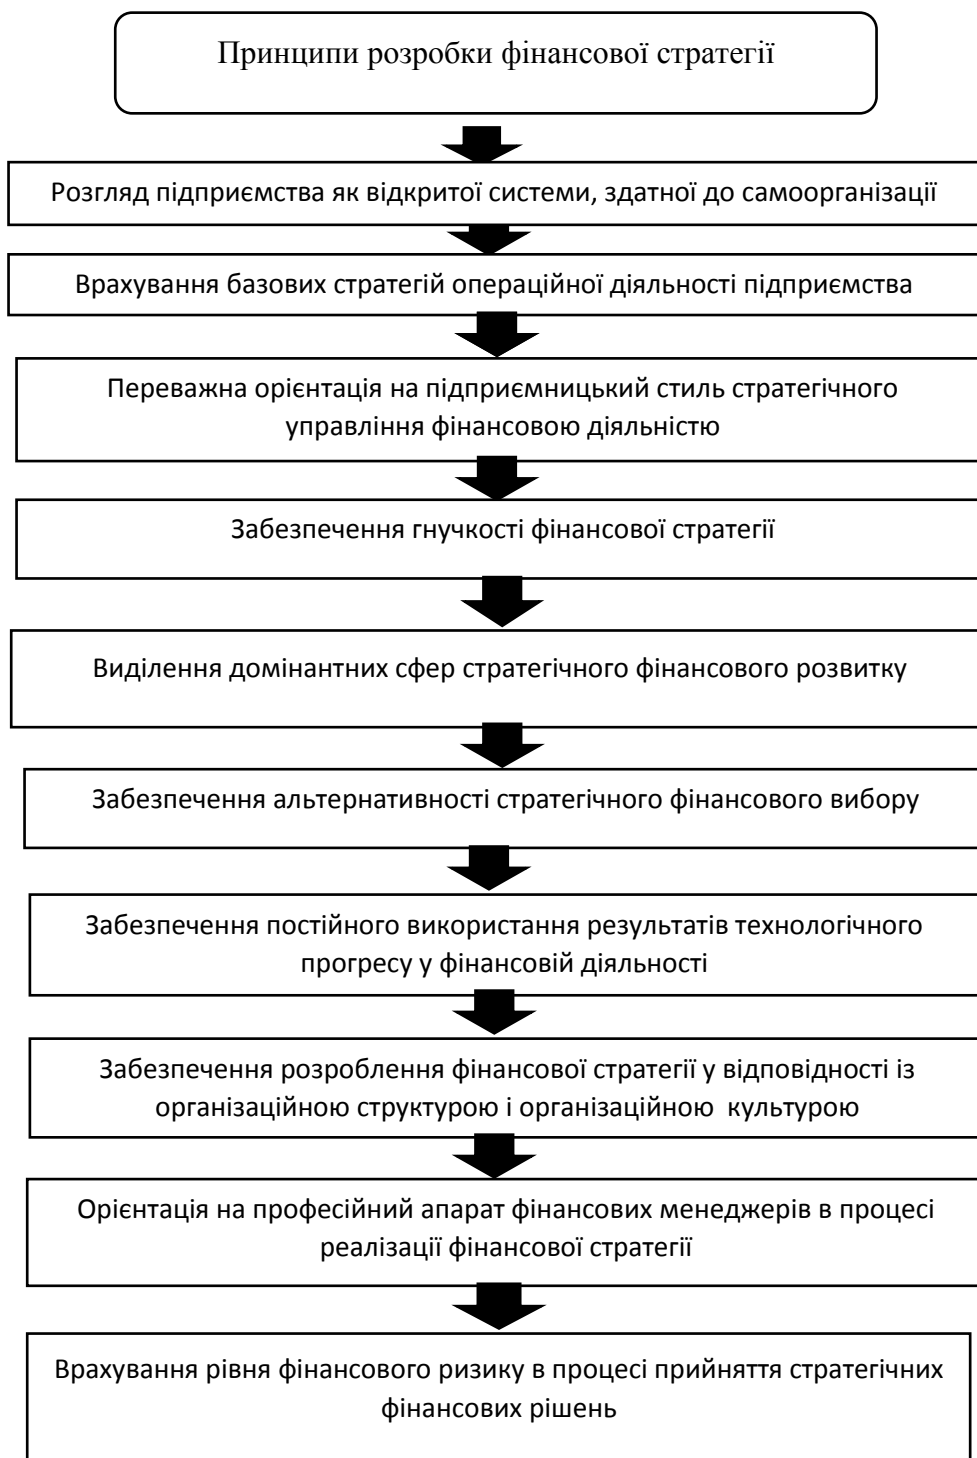 Принципи розробки фінансової стратегії
Розгляд підприємства як відкритої системи, здатної до самоорганізації
Врахування базових стратегій операційної діяльності підприємства
Переважна орієнтація на підприємницький стиль стратегічного
управління фінансовою діяльністю
Забезпечення гнучкості фінансової стратегії
Виділення домінантних сфер стратегічного фінансового розвитку
Забезпечення альтернативності стратегічного фінансового вибору
Забезпечення постійного використання результатів технологічного
прогресу у фінансовій діяльності
Забезпечення розроблення фінансової стратегії у відповідності із
організаційною структурою і організаційною культурою
Орієнтація на професійний апарат фінансових менеджерів в процесі
реалізації фінансової стратегії
Врахування рівня фінансового ризику в процесі прийняття стратегічних
фінансових рішень